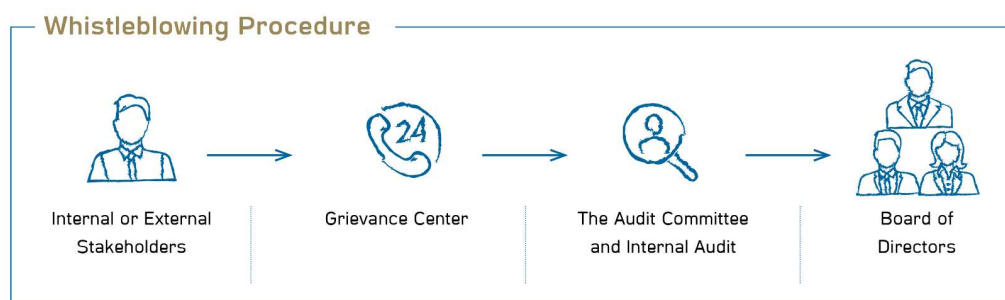 Whistleblowing Procedure
24
Internal or External
Stakeholders
Grievance Center
The Audit Committee
and Internal Audit
Board of
Directors